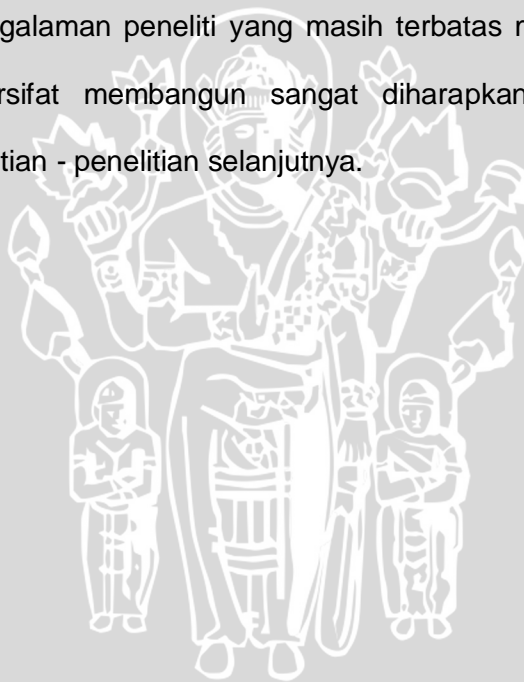 galaman peneliti yang masih terbatas
rsifat membangun sangat diharapkan
tian - penelitian selanjutnya.